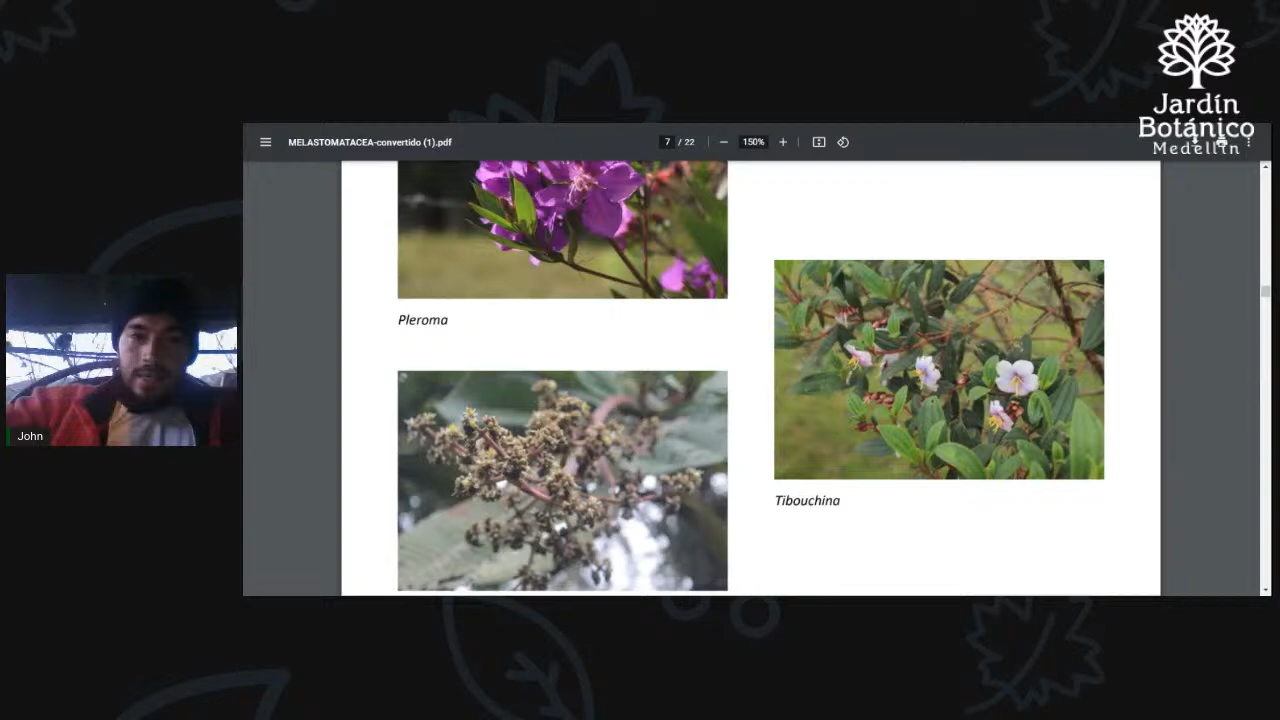 Jardín
Botánico
Medellín
MELASTOMATACEA-convertido (1).pdf
7 / 22
150%
Pleroma
Tibouchina
John